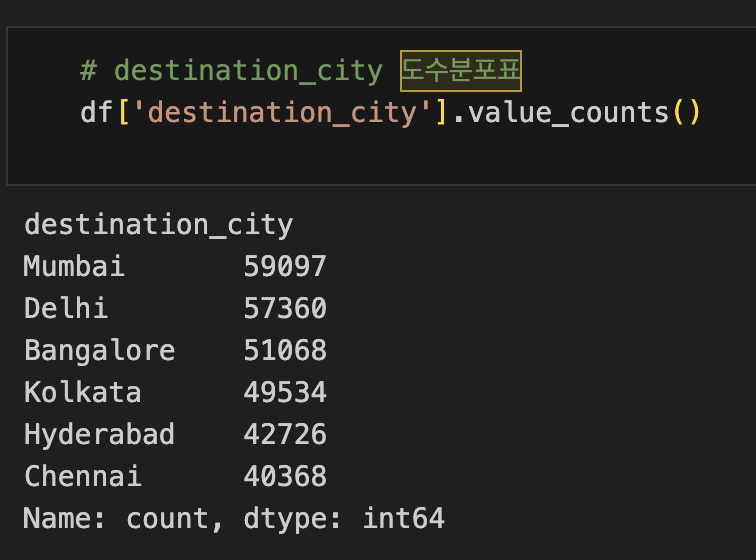 # destination_city 도수분포표
df['destination_city'].value_counts()
destination_city
Mumbai       59097
Delhi        57360
Bangalore    51068
Kolkata      49534
Hyderabad    42726
Chennai      40368
Name: count, dtype: int64